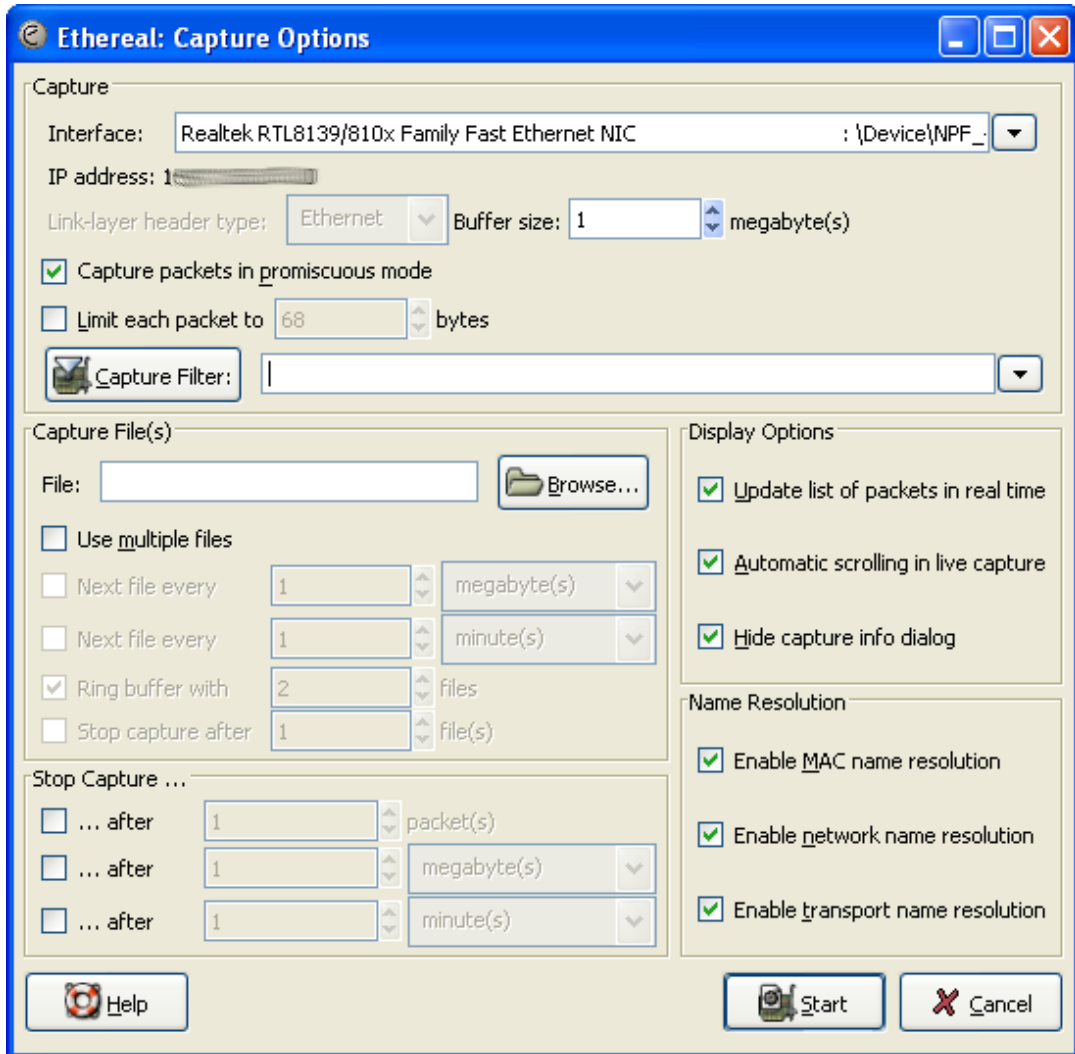 Ethereal: Capture Options
Capture
Interface: Realtek RTL8139/810x Family Fast Ethernet NIC : \Device\NPF_
IP address: 1
Link-layer header type: Ethernet Buffer size: 1 megabyte(s)
Capture packets in promiscuous mode
Limit each packet to 68 bytes
Capture Filter:
Capture File(s)
File: Browse...
Use multiple files
Next file every 1 megabyte(s)
Next file every 1 minute(s)
Ring buffer with 2 files
Stop capture after 1 file(s)
Stop Capture ...
... after 1 packet(s)
... after 1 megabyte(s)
... after 1 minute(s)
Display Options
Update list of packets in real time
Automatic scrolling in live capture
Hide capture info dialog
Name Resolution
Enable MAC name resolution
Enable network name resolution
Enable transport name resolution
Help Start Cancel